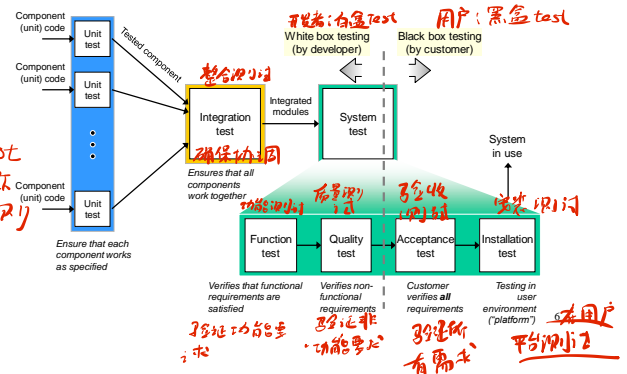 开发者:白盒test
用户:黑盒test
Component
(unit) code
Unit
test
Tested component
White box testing
(by developer)
Black box testing
(by customer)
整合测试
Component
(unit) code
Unit
test
Integration
test
Integrated
modules
System
test
确保协调
Ensures that all
components
work together
System
in use
Component
(unit) code
Unit
test
Ensure that each
component works
as specified
功能测试
质量测试
验收
测试
安装测试
Function
test
Quality
test
Acceptance
test
Installation
test
Verifies that functional
requirements are
satisfied
Verifies non-
functional
requirements
Customer
verifies all
requirements
Testing in
user
environment
("platform")
验证功能要
求
验证非
功能要求
验证所
有需求
6
在用户
平台测试